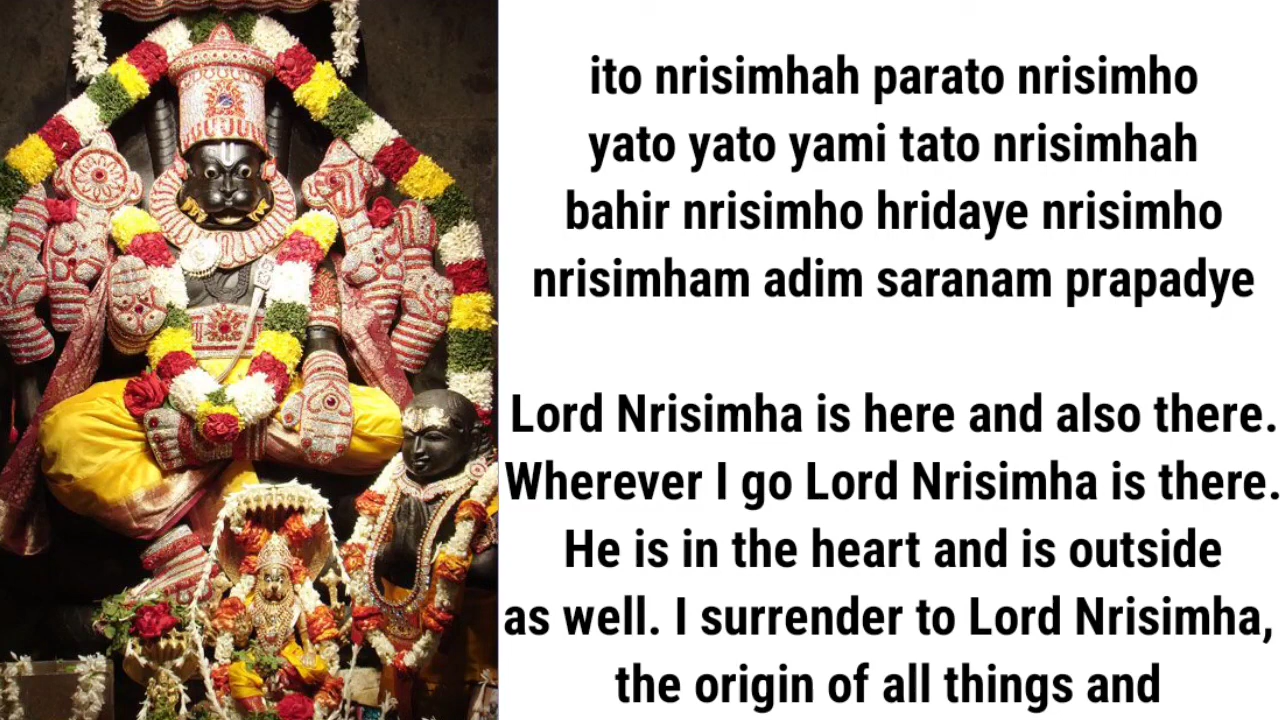 ito nrisimhah parato nrisimho
yato yato yami tato nrisimhah
bahir nrisimho hridaye nrisimho
nrisimham adim saranam prapadye
Lord Nrisimha is here and also there.
Wherever I go Lord Nrisimha is there.
He is in the heart and is outside
as well. I surrender to Lord Nrisimha,
the origin of all things and